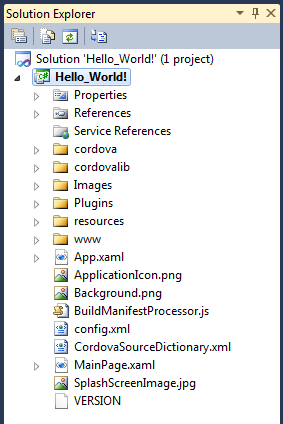 Solution Explorer
Solution 'Hello_World!' (1 project)
Hello_World!
Properties
References
Service References
cordova
cordovalib
Images
Plugins
resources
www
App.xaml
ApplicationIcon.png
Background.png
BuildManifestProcessor.js
config.xml
CordovaSourceDictionary.xml
MainPage.xaml
SplashScreenImage.jpg
VERSION